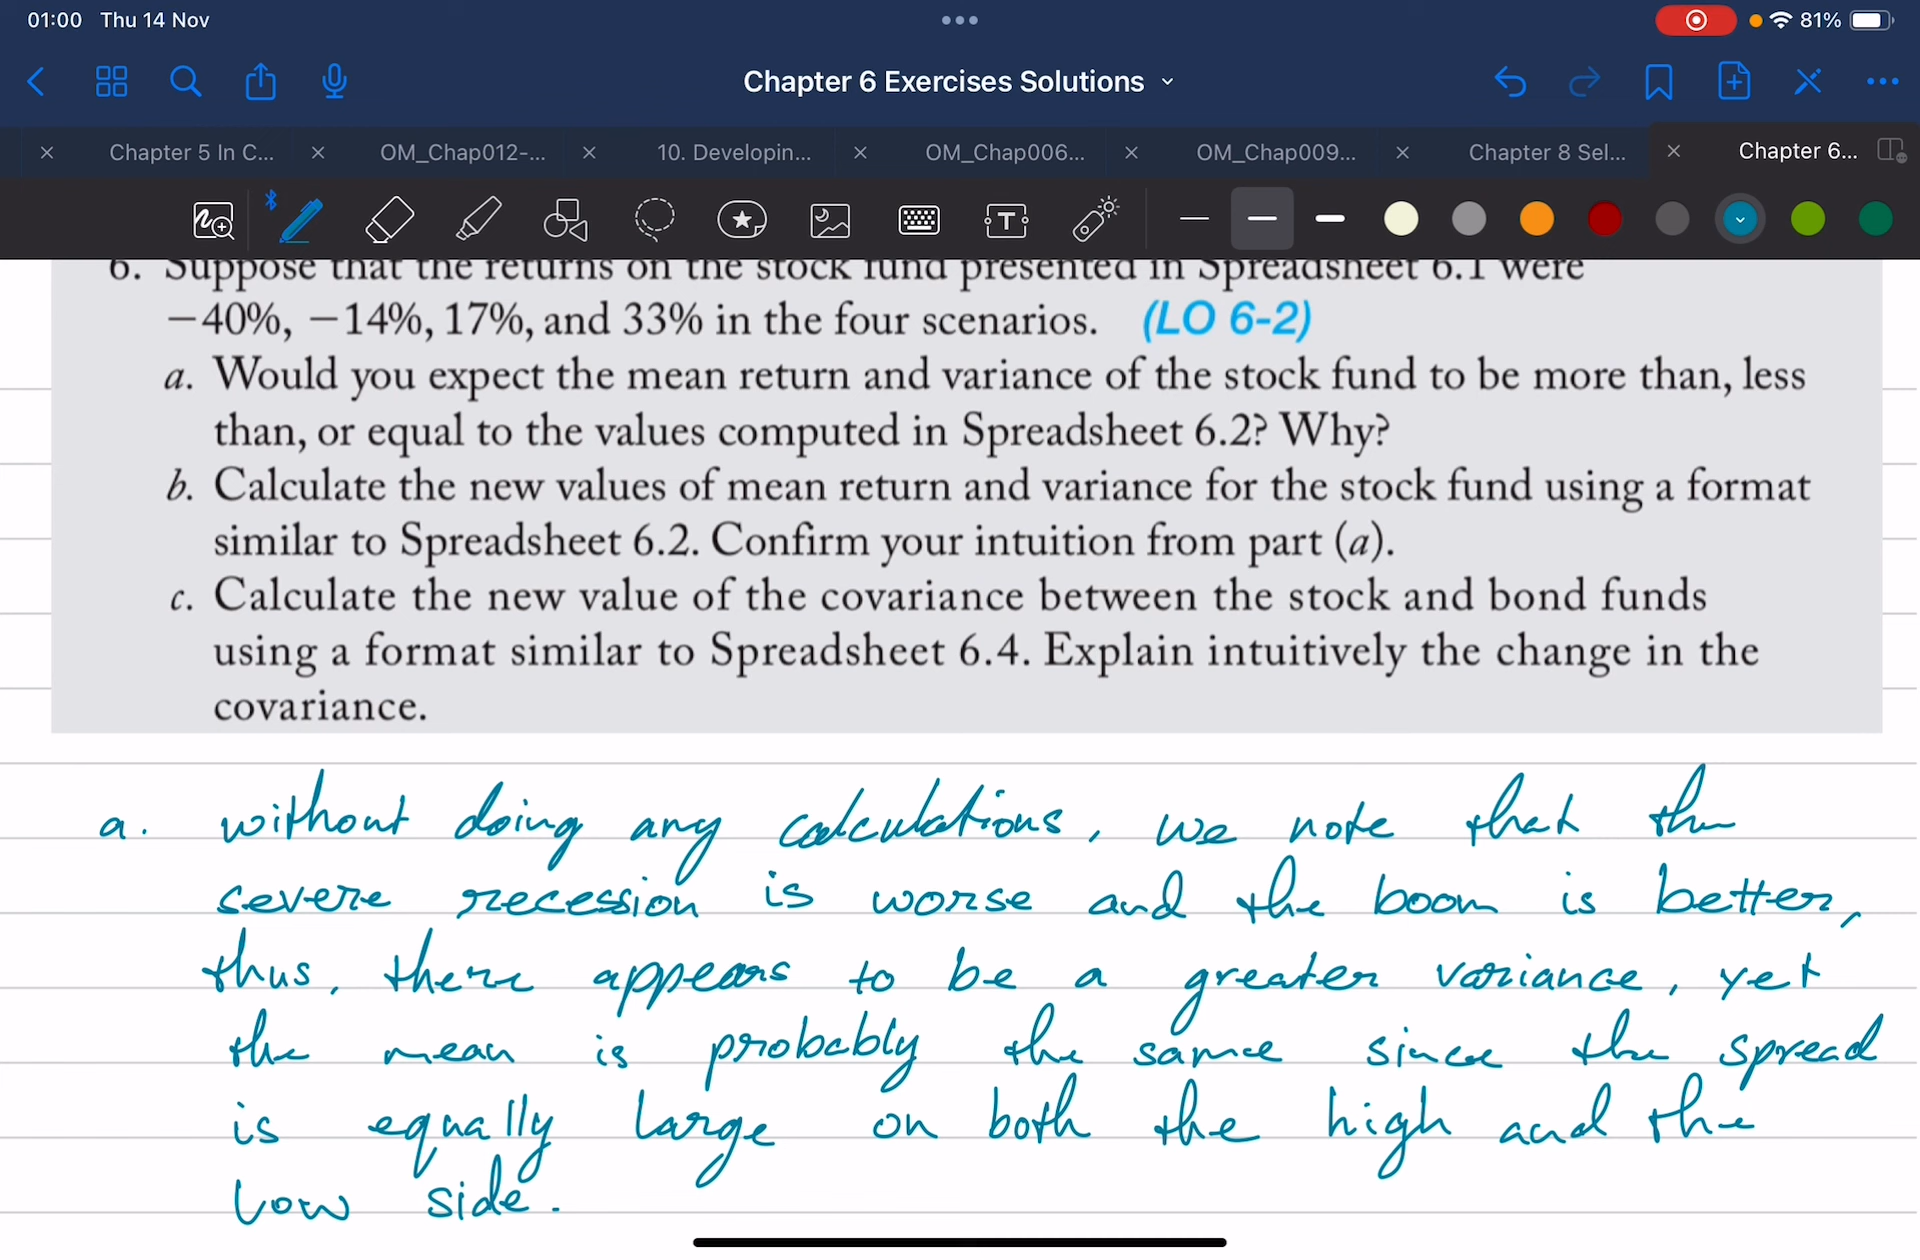 01:00 Thu 14 Nov
81%
Chapter 6 Exercises Solutions
Chapter 5 In C...
OM_Chap012-...
10. Developin...
OM_Chap006...
OM_Chap009...
Chapter 8 Sel...
Chapter 6...
6. Suppose that the returns on the stock fund presented in Spreadsheet 6.1 were
−40%, −14%, 17%, and 33% in the four scenarios. (LO 6-2)
a. Would you expect the mean return and variance of the stock fund to be more than, less
than, or equal to the values computed in Spreadsheet 6.2? Why?
b. Calculate the new values of mean return and variance for the stock fund using a format
similar to Spreadsheet 6.2. Confirm your intuition from part (a).
c. Calculate the new value of the covariance between the stock and bond funds
using a format similar to Spreadsheet 6.4. Explain intuitively the change in the
covariance.
a. without doing any calculations, we note that the
severe recession is worse and the boom is better,
thus, there appears to be a greater variance, yet
the mean is probably the same since the spread
is equally large on both the high and the
low side.